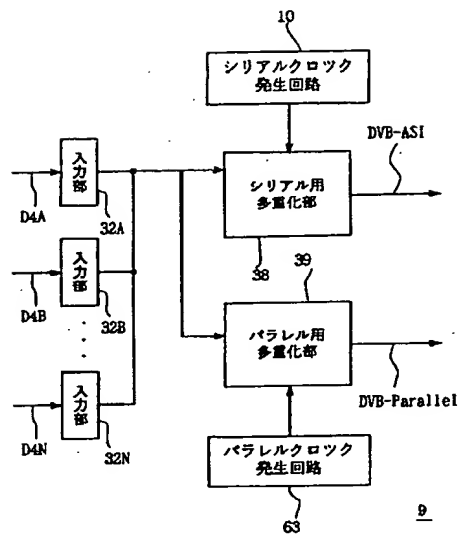 10
シリアルクロック
発生回路
DVB-ASI
入力部
D4A
32A
シリアル用
多重化部
38
39
入力部
D4B
32B
パラレル用
多重化部
DVB-Parallel
入力部
D4N
32N
パラレルクロック
発生回路
63
9